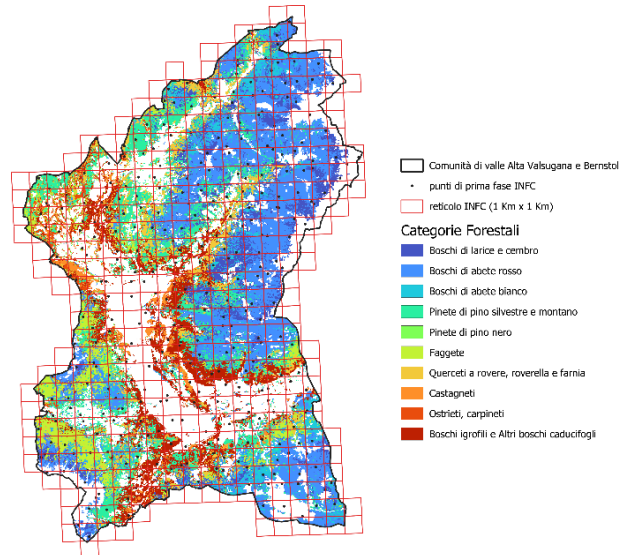 Comunità di valle Alta Valsugana e Bernstol
punti di prima fase INFC
reticolo INFC (1 Km x 1 Km)
Categorie Forestali
Boschi di larice e cembro
Boschi di abete rosso
Boschi di abete bianco
Pinete di pino silvestre e montano
Pinete di pino nero
Faggete
Querceti a rovere, roverella e farnia
Castagneti
Ostrieti, carpineti
Boschi igrofili e Altri boschi caducifogli